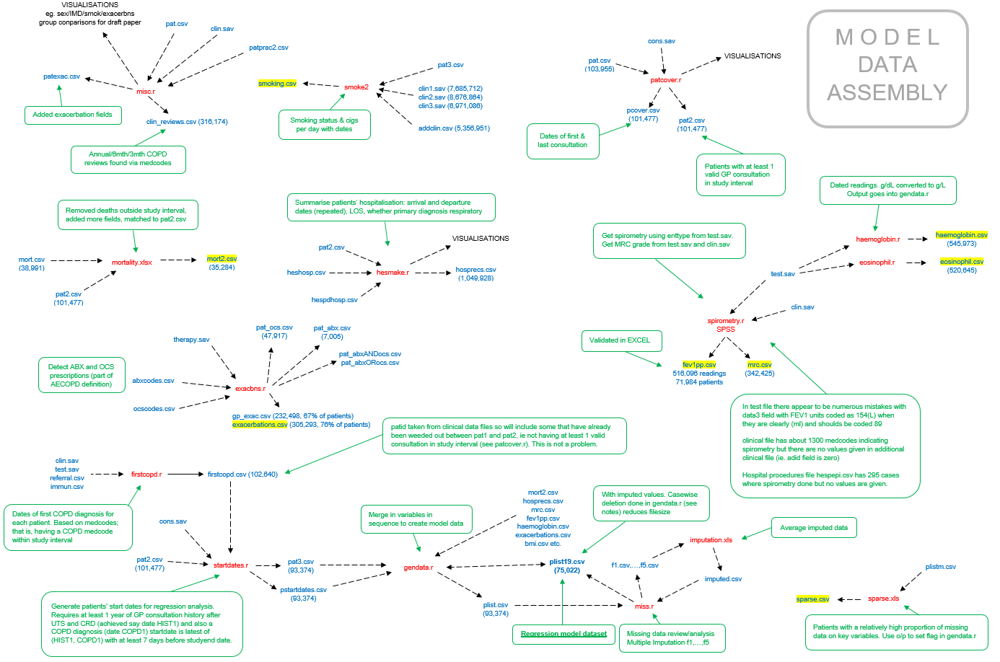 VISUALISATIONS
eg. sex/IMD/smok/exacerbns
group comparisons for draft paper
pat.csv
clin.sav
patprac2.csv
patexac.csv
misc.r
Added exacerbation fields
clin_reviews.csv (316,174)
Annual/6mth/3mth COPD
reviews found via medcodes
pat3.csv
smoking.csv
smoke2
clin1.sav (7,685,712)
clin2.sav (8,676,864)
clin3.sav (6,971,086)
addclin.csv (5,356,951)
Smoking status & cigs
per day with dates
cons.sav
pat.csv
(103,955)
VISUALISATIONS
patcover.r
pcover.csv
(101,477)
pat2.csv
(101,477)
Dates of first &
last consultation
Patients with at least 1
valid GP consultation
in study interval
M O D E L
DATA
ASSEMBLY
Removed deaths outside study interval,
added more fields, matched to pat2.csv
mort.csv
(38,991)
mortality.xlsx
mort2.csv
(35,284)
pat2.csv
(101,477)
Summarise patients' hospitalisation: arrival and departure
dates (repeated), LOS, whether primary diagnosis respiratory
VISUALISATIONS
pat2.csv
heshosp.csv
hesmake.r
hosprecs.csv
(1,049,928)
hespdhosp.csv
Dated readings. g/dL converted to g/L
Output goes into gendata.r
Get spirometry using enttype from test.sav.
Get MRC grade from test.sav and clin.sav
haemoglobin.r
haemoglobin.csv
(545,973)
eosinophil.r
eosinophil.csv
(520,645)
test.sav
clin.sav
spirometry.r
SPSS
Validated in EXCEL
fev1pp.csv
516,096 readings
71,984 patients
mrc.csv
(342,425)
In test file there appear to be numerous mistakes with
data3 field with FEV1 units coded as 154(L) when
they are clearly (ml) and shoulds be coded 89
clinical file has about 1300 medcodes indicating
spirometry but there are no values given in additional
clinical file (ie. adid field is zero)
Hospital procedures file hesepi.csv has 295 cases
where spirometry done but no values are given.
therapy.sav
pat_ocs.csv
(47,917)
pat_abx.csv
(7,005)
pat_abxANDocs.csv
pat_abxORocs.csv
Detect ABX and OCS
prescriptions (part of
AECOPD definition)
abxcodes.csv
exacbns.r
ocscodes.csv
gp_exac.csv (232,498, 67% of patients)
exacerbations.csv (305,293, 76% of patients)
patid taken from clinical data files so will include some that have already
been weeded out between pat1 and pat2, ie not having at least 1 valid
consultation in study interval (see patcover.r). This is not a problem.
clin.sav
test.sav
referral.csv
immun.csv
firstcopd.r
firstcopd.csv (102,640)
Dates of first COPD diagnosis for
each patient. Based on medcodes;
that is, having a COPD medcode
within study interval
cons.sav
pat2.csv
(101,477)
startdates.r
pat3.csv
(93,374)
pstartdates.csv
(93,374)
Generate patients' start dates for regression analysis.
Requires at least 1 year of GP consultation history after
UTS and CRD (achieved say date HIST1) and also a
COPD diagnosis (date COPD1) startdate is latest of
(HIST1, COPD1) with at least 7 days before studyend date.
Merge in variables in
sequence to create model data
gendata.r
mort2.csv
hosprecs.csv
mrc.csv
fev1pp.csv
haemoglobin.csv
exacerbations.csv
bmi.csv etc.
With imputed values. Casewise
deletion done in gendata.r (see
notes) reduces filesize
plist19.csv
(75,022)
plist.csv
(93,374)
Regression model dataset
f1.csv,…,f5.csv
imputation.xls
Average imputed data
imputed.csv
miss.r
Missing data review/analysis
Multiple Imputation f1,…,f5
plistm.csv
sparse.csv
sparse.xls
Patients with a relatively high proportion of missing
data on key variables. Use o/p to set flag in gendata.r